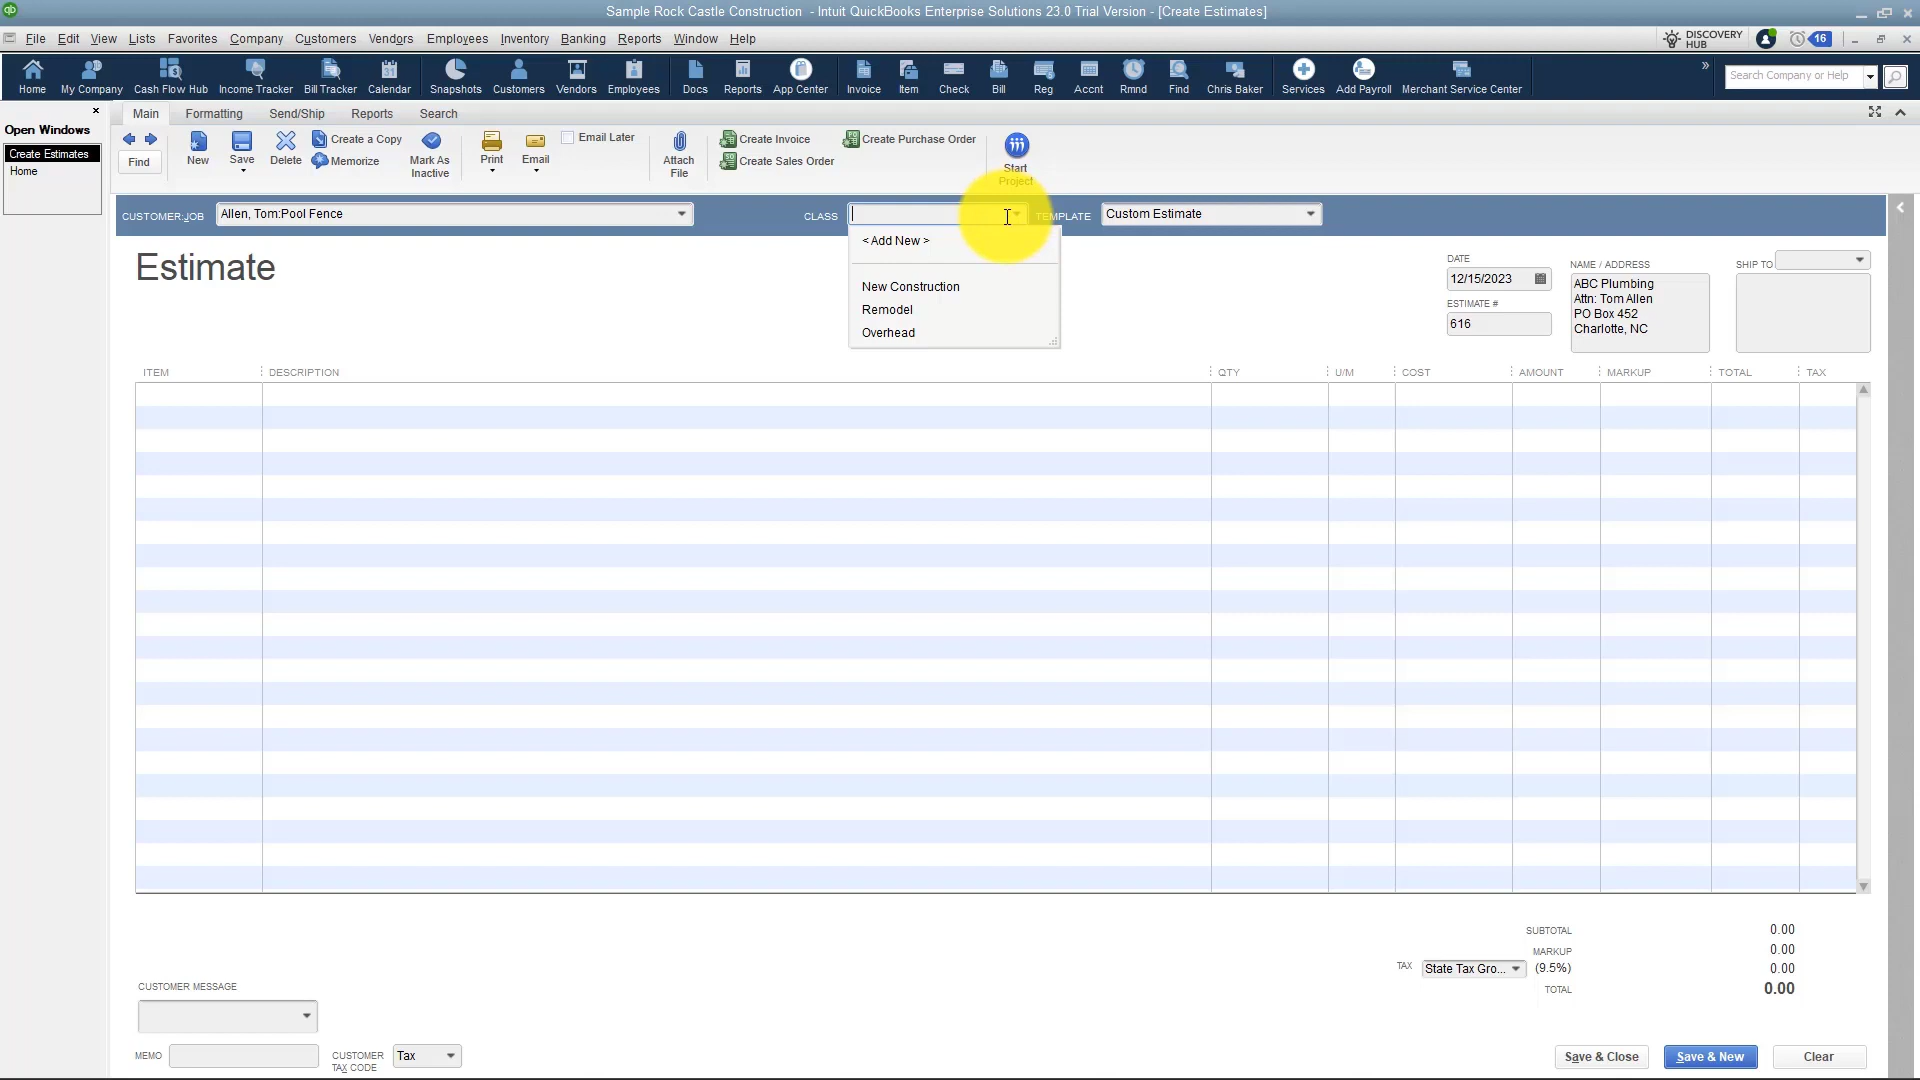 Sample Rock Castle Construction - Intuit QuickBooks Enterprise Solutions 23.0 Trial Version - [Create Estimates]
File Edit View Lists Favorites Company Customers Vendors Employees Inventory Banking Reports Window Help
DISCOVERY HUB 16
Home My Company Cash Flow Hub Income Tracker Bill Tracker Calendar Snapshots Customers Vendors Employees Docs Reports App Center Invoice Item Check Bill Reg Accnt Rmnd Find Chris Baker Services Add Payroll Merchant Service Center
Search Company or Help
Open Windows
Create Estimates
Home
Main Formatting Send/Ship Reports Search
Find
New
Save
Delete
Create a Copy
Memorize
Mark As
Inactive
Print
Email
Email Later
Attach
File
Create Invoice
Create Sales Order
Create Purchase Order
Start
Project
CUSTOMER:JOB Allen, Tom:Pool Fence CLASS TEMPLATE Custom Estimate
< Add New >
New Construction
Remodel
Overhead
Estimate
DATE
12/15/2023
ESTIMATE #
616
NAME / ADDRESS
ABC Plumbing
Attn: Tom Allen
PO Box 452
Charlotte, NC
SHIP TO
ITEM DESCRIPTION QTY U/M COST AMOUNT MARKUP TOTAL TAX
SUBTOTAL 0.00
MARKUP 0.00
TAX State Tax Gro... (9.5%) 0.00
TOTAL 0.00
CUSTOMER MESSAGE
MEMO
CUSTOMER
TAX CODE
Tax
Save & Close Save & New Clear